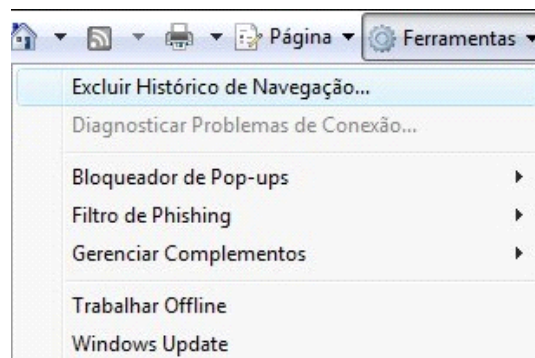 Página Ferramentas
Excluir Histórico de Navegação...
Diagnosticar Problemas de Conexão...
Bloqueador de Pop-ups
Filtro de Phishing
Gerenciar Complementos
Trabalhar Offline
Windows Update